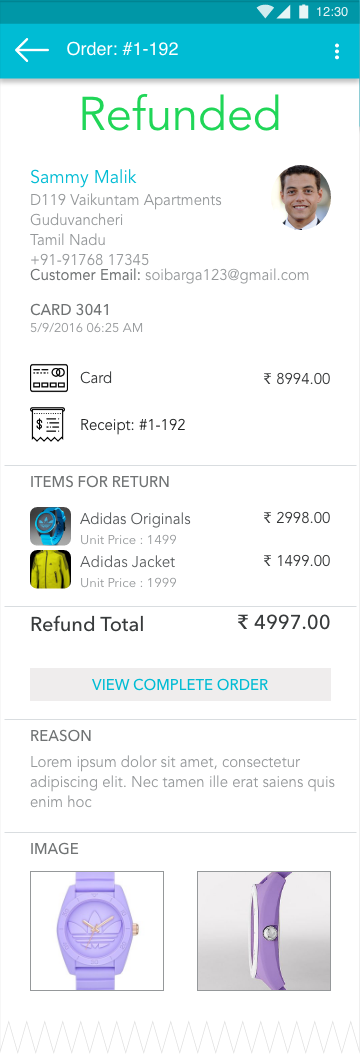 12:30
Order: #1-192
Refunded
Sammy Malik
D119 Vaikuntam Apartments
Guduvancheri
Tamil Nadu
+91-91768 17345
Customer Email: soibarga123@gmail.com
CARD 3041
5/9/2016 06:25 AM
Card ₹ 8994.00
Receipt: #1-192
ITEMS FOR RETURN
Adidas Originals ₹ 2998.00
Unit Price : 1499
Adidas Jacket ₹ 1499.00
Unit Price : 1999
Refund Total ₹ 4997.00
VIEW COMPLETE ORDER
REASON
Lorem ipsum dolor sit amet, consectetur
adipiscing elit. Nec tamen ille erat saiens quis
enim hoc
IMAGE